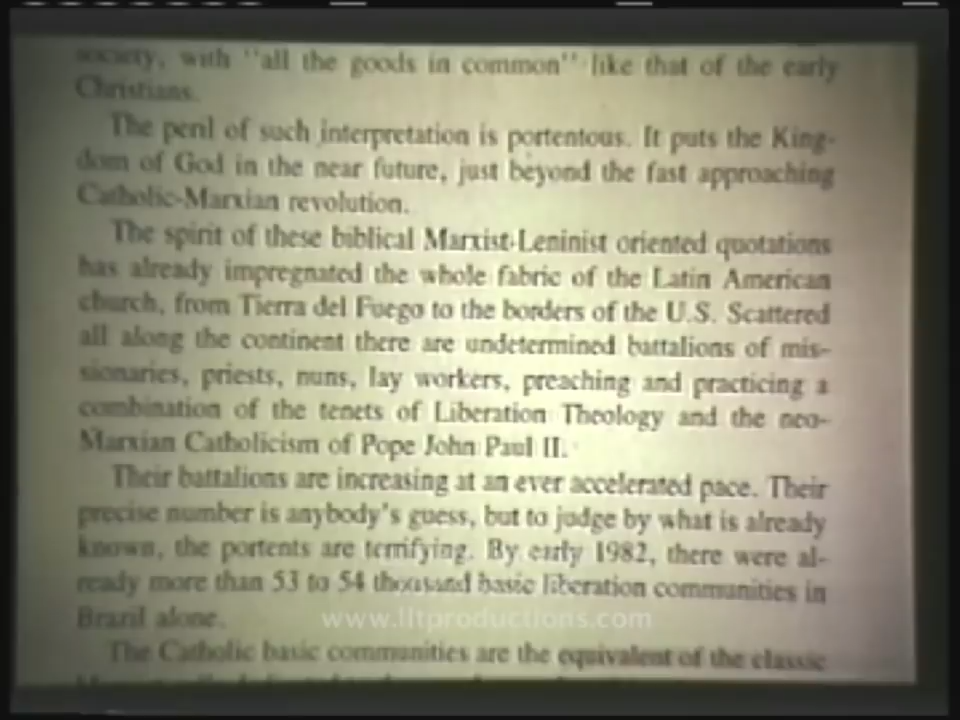 society, with "all the goods in common" like that of the early
Christians.
The peril of such interpretation is portentous. It puts the King-
dom of God in the near future, just beyond the fast approaching
Catholic-Marxian revolution.
The spirit of these biblical Marxist-Leninist oriented quotations
has already impregnated the whole fabric of the Latin American
church, from Tierra del Fuego to the borders of the U.S. Scattered
all along the continent there are undetermined battalions of mis-
sionaries, priests, nuns, lay workers, preaching and practicing a
combination of the tenets of Liberation Theology and the neo-
Marxian Catholicism of Pope John Paul II.
Their battalions are increasing at an ever accelerated pace. Their
precise number is anybody's guess, but to judge by what is already
known, the portents are terrifying. By early 1982, there were al-
ready more than 53 to 54 thousand basic liberation communities in
Brazil alone.
www.litproductions.com
The Catholic basic communities are the equivalent of the classic